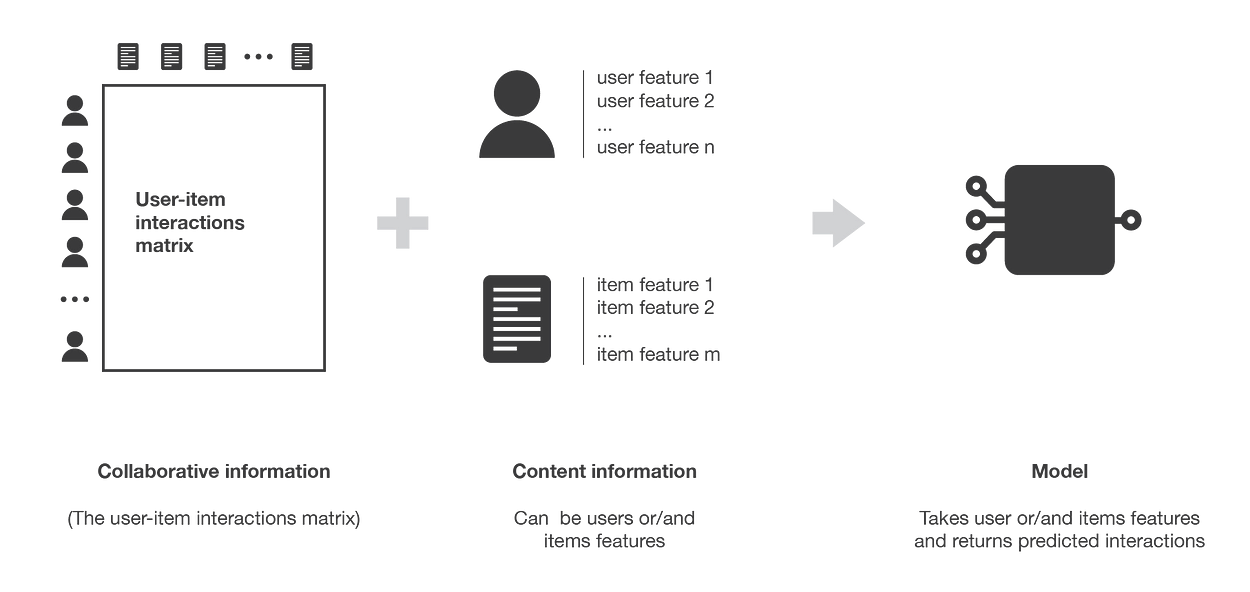 User-item
interactions
matrix
user feature 1
user feature 2
...
user feature n
item feature 1
item feature 2
...
item feature m
Collaborative information
(The user-item interactions matrix)
Content information
Can  be users or/and
items features
Model
Takes user or/and items features
and returns predicted interactions